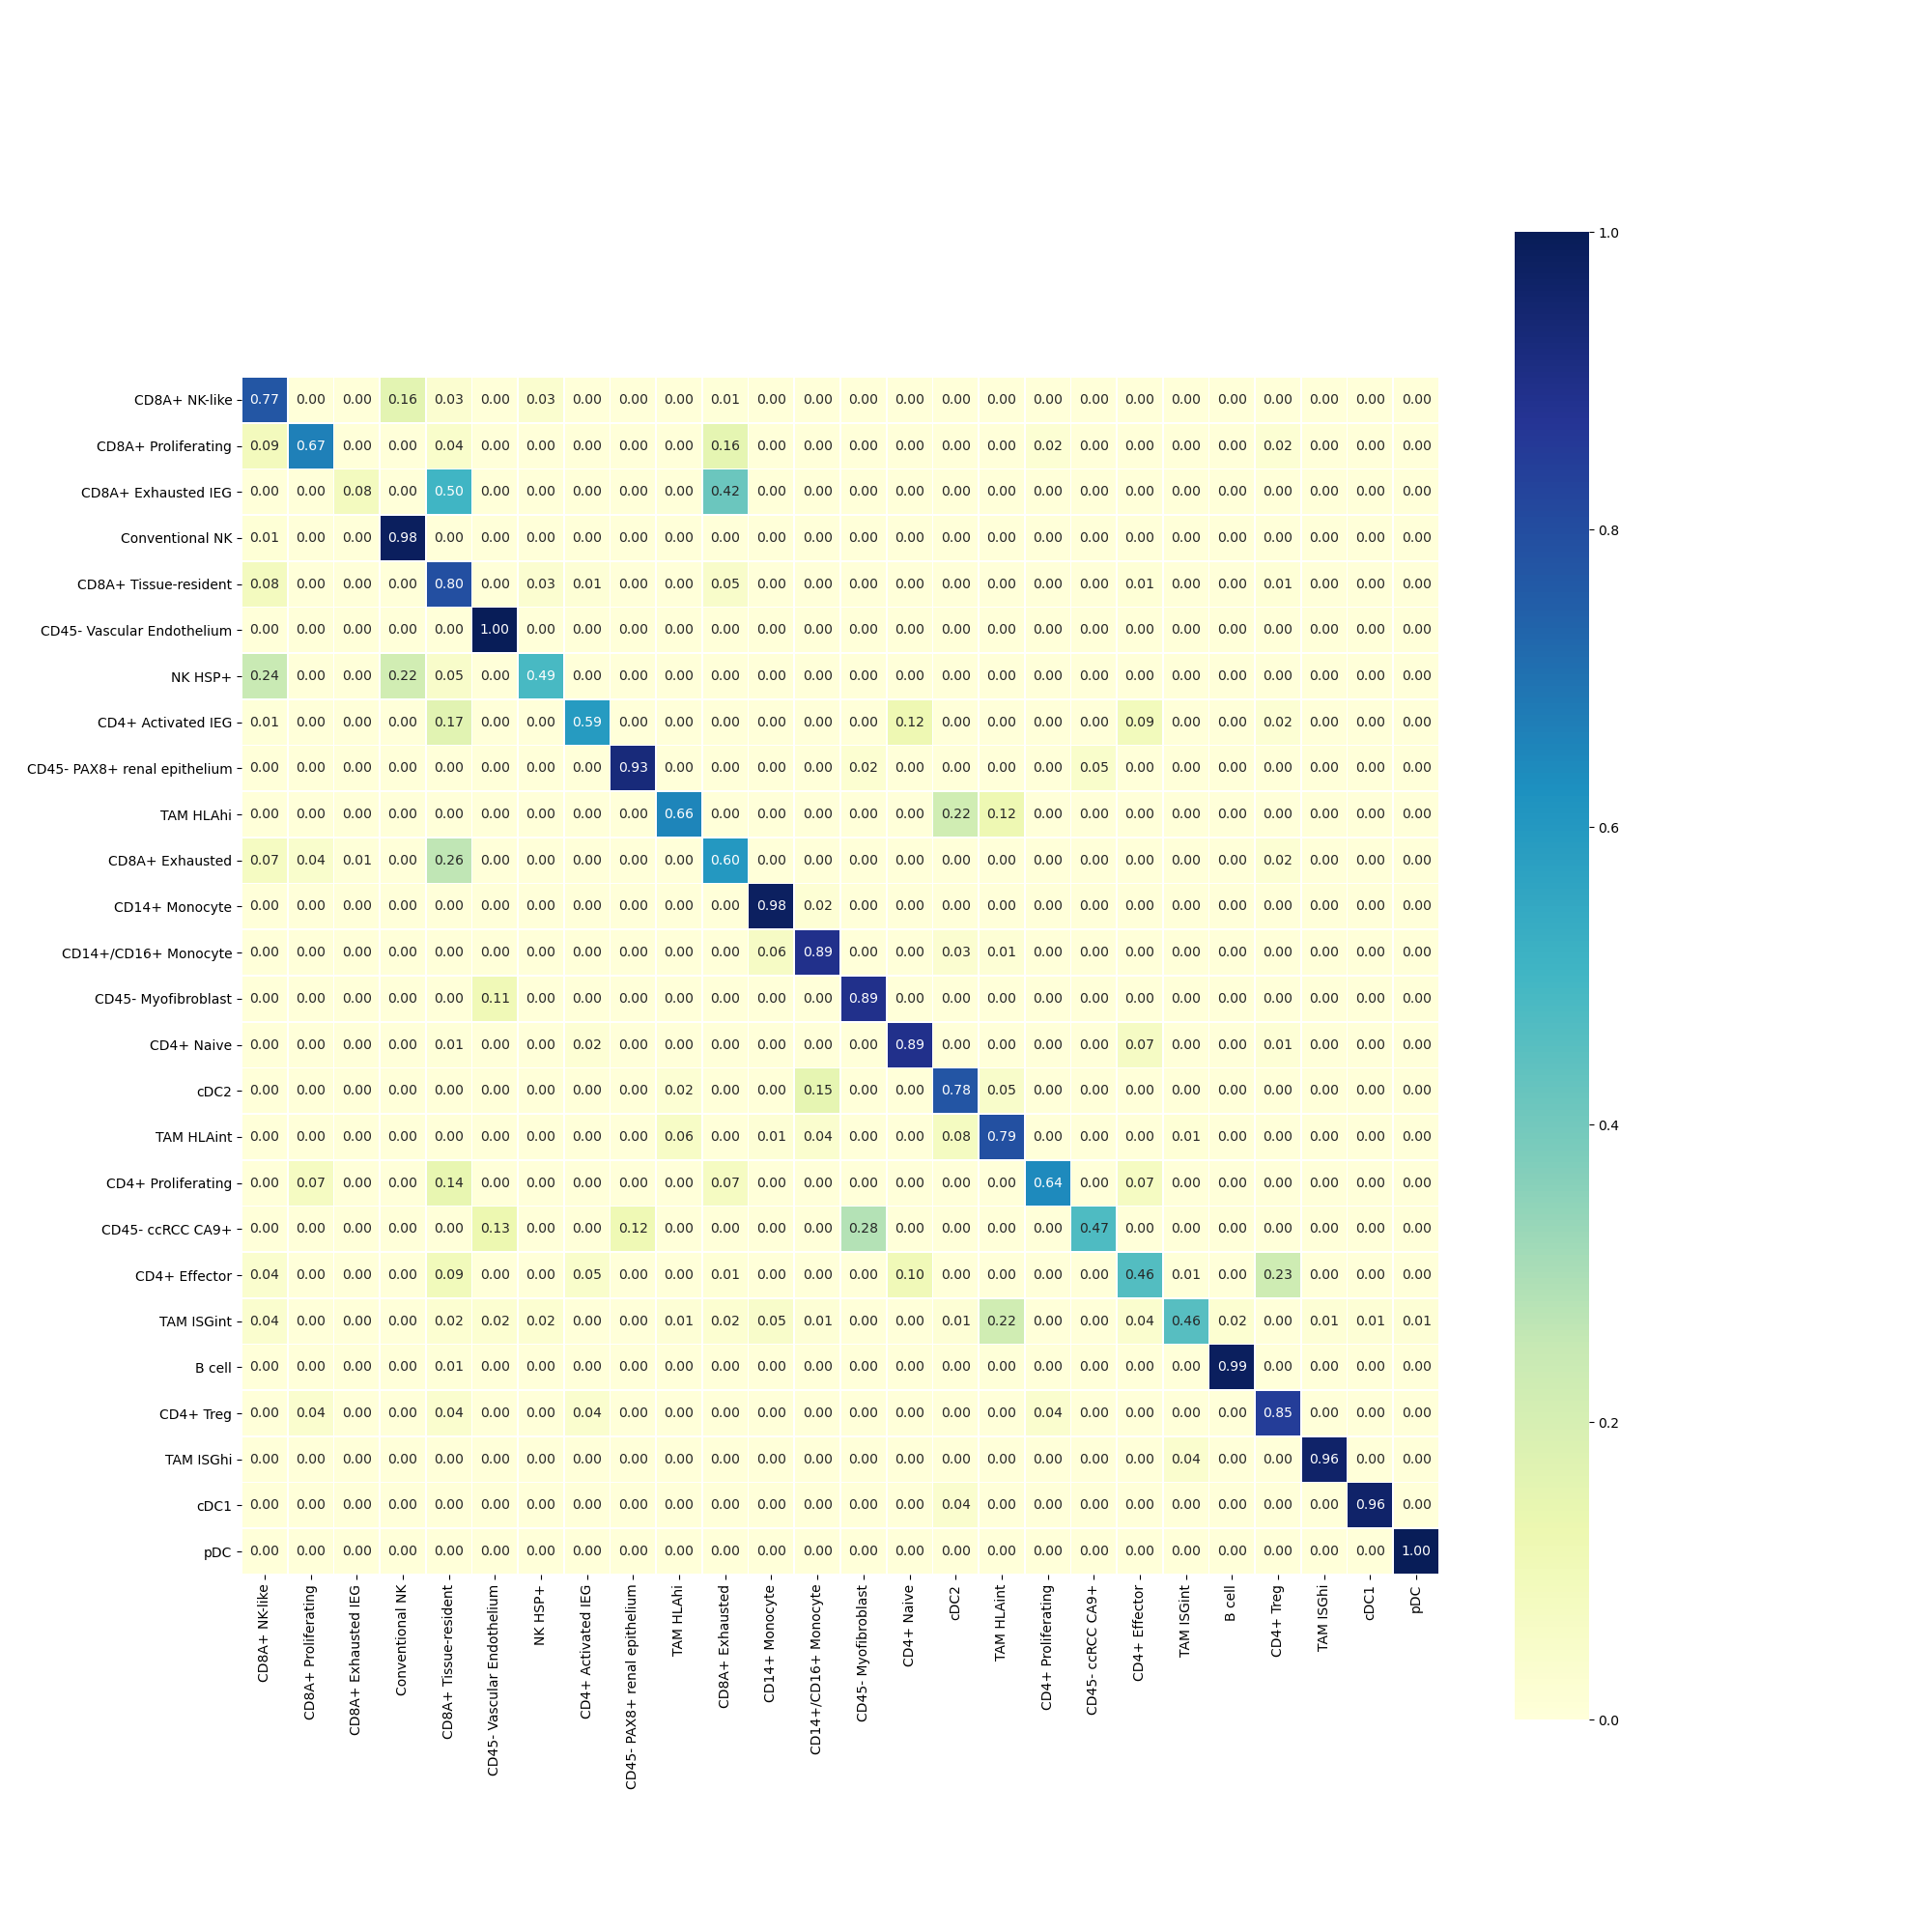 1.0
CD8A+ NK-like 0.77 0.00 0.00 0.16 0.03 0.00 0.03 0.00 0.00 0.00 0.01 0.00 0.00 0.00 0.00 0.00 0.00 0.00 0.00 0.00 0.00 0.00 0.00 0.00 0.00 0.00
CD8A+ Proliferating 0.09 0.67 0.00 0.00 0.04 0.00 0.00 0.00 0.00 0.00 0.16 0.00 0.00 0.00 0.00 0.00 0.00 0.02 0.00 0.00 0.00 0.00 0.02 0.00 0.00 0.00
CD8A+ Exhausted IEG 0.00 0.00 0.08 0.00 0.50 0.00 0.00 0.00 0.00 0.00 0.42 0.00 0.00 0.00 0.00 0.00 0.00 0.00 0.00 0.00 0.00 0.00 0.00 0.00 0.00 0.00
0.8
Conventional NK 0.01 0.00 0.00 0.98 0.00 0.00 0.00 0.00 0.00 0.00 0.00 0.00 0.00 0.00 0.00 0.00 0.00 0.00 0.00 0.00 0.00 0.00 0.00 0.00 0.00 0.00
CD8A+ Tissue-resident 0.08 0.00 0.00 0.00 0.80 0.00 0.03 0.01 0.00 0.00 0.05 0.00 0.00 0.00 0.00 0.00 0.00 0.00 0.00 0.01 0.00 0.00 0.01 0.00 0.00 0.00
CD45- Vascular Endothelium 0.00 0.00 0.00 0.00 0.00 1.00 0.00 0.00 0.00 0.00 0.00 0.00 0.00 0.00 0.00 0.00 0.00 0.00 0.00 0.00 0.00 0.00 0.00 0.00 0.00 0.00
NK HSP+ 0.24 0.00 0.00 0.22 0.05 0.00 0.49 0.00 0.00 0.00 0.00 0.00 0.00 0.00 0.00 0.00 0.00 0.00 0.00 0.00 0.00 0.00 0.00 0.00 0.00 0.00
CD4+ Activated IEG 0.01 0.00 0.00 0.00 0.17 0.00 0.00 0.59 0.00 0.00 0.00 0.00 0.00 0.00 0.12 0.00 0.00 0.00 0.00 0.09 0.00 0.00 0.02 0.00 0.00 0.00
CD45- PAX8+ renal epithelium 0.00 0.00 0.00 0.00 0.00 0.00 0.00 0.00 0.93 0.00 0.00 0.00 0.00 0.02 0.00 0.00 0.00 0.00 0.05 0.00 0.00 0.00 0.00 0.00 0.00 0.00
TAM HLAhi 0.00 0.00 0.00 0.00 0.00 0.00 0.00 0.00 0.00 0.66 0.00 0.00 0.00 0.00 0.00 0.22 0.12 0.00 0.00 0.00 0.00 0.00 0.00 0.00 0.00 0.00
0.6
CD8A+ Exhausted 0.07 0.04 0.01 0.00 0.26 0.00 0.00 0.00 0.00 0.00 0.60 0.00 0.00 0.00 0.00 0.00 0.00 0.00 0.00 0.00 0.00 0.00 0.02 0.00 0.00 0.00
CD14+ Monocyte 0.00 0.00 0.00 0.00 0.00 0.00 0.00 0.00 0.00 0.00 0.00 0.98 0.02 0.00 0.00 0.00 0.00 0.00 0.00 0.00 0.00 0.00 0.00 0.00 0.00 0.00
CD14+/CD16+ Monocyte 0.00 0.00 0.00 0.00 0.00 0.00 0.00 0.00 0.00 0.00 0.00 0.06 0.89 0.00 0.00 0.03 0.01 0.00 0.00 0.00 0.00 0.00 0.00 0.00 0.00 0.00
CD45- Myofibroblast 0.00 0.00 0.00 0.00 0.00 0.11 0.00 0.00 0.00 0.00 0.00 0.00 0.00 0.89 0.00 0.00 0.00 0.00 0.00 0.00 0.00 0.00 0.00 0.00 0.00 0.00
CD4+ Naive 0.00 0.00 0.00 0.00 0.01 0.00 0.00 0.02 0.00 0.00 0.00 0.00 0.00 0.00 0.89 0.00 0.00 0.00 0.00 0.07 0.00 0.00 0.01 0.00 0.00 0.00
cDC2 0.00 0.00 0.00 0.00 0.00 0.00 0.00 0.00 0.00 0.02 0.00 0.00 0.15 0.00 0.00 0.78 0.05 0.00 0.00 0.00 0.00 0.00 0.00 0.00 0.00 0.00
0.4
TAM HLAint 0.00 0.00 0.00 0.00 0.00 0.00 0.00 0.00 0.00 0.06 0.00 0.01 0.04 0.00 0.00 0.08 0.79 0.00 0.00 0.00 0.01 0.00 0.00 0.00 0.00 0.00
CD4+ Proliferating 0.00 0.07 0.00 0.00 0.14 0.00 0.00 0.00 0.00 0.00 0.07 0.00 0.00 0.00 0.00 0.00 0.00 0.64 0.00 0.07 0.00 0.00 0.00 0.00 0.00 0.00
CD45- ccRCC CA9+ 0.00 0.00 0.00 0.00 0.00 0.13 0.00 0.00 0.12 0.00 0.00 0.00 0.00 0.28 0.00 0.00 0.00 0.00 0.47 0.00 0.00 0.00 0.00 0.00 0.00 0.00
CD4+ Effector 0.04 0.00 0.00 0.00 0.09 0.00 0.00 0.05 0.00 0.00 0.01 0.00 0.00 0.00 0.10 0.00 0.00 0.00 0.00 0.46 0.01 0.00 0.23 0.00 0.00 0.00
TAM ISGint 0.04 0.00 0.00 0.00 0.02 0.02 0.02 0.00 0.00 0.01 0.02 0.05 0.01 0.00 0.00 0.01 0.22 0.00 0.00 0.04 0.46 0.02 0.00 0.01 0.01 0.01
B cell 0.00 0.00 0.00 0.00 0.01 0.00 0.00 0.00 0.00 0.00 0.00 0.00 0.00 0.00 0.00 0.00 0.00 0.00 0.00 0.00 0.00 0.99 0.00 0.00 0.00 0.00
CD4+ Treg 0.00 0.04 0.00 0.00 0.04 0.00 0.00 0.04 0.00 0.00 0.00 0.00 0.00 0.00 0.00 0.00 0.00 0.04 0.00 0.00 0.00 0.00 0.85 0.00 0.00 0.00
0.2
TAM ISGhi 0.00 0.00 0.00 0.00 0.00 0.00 0.00 0.00 0.00 0.00 0.00 0.00 0.00 0.00 0.00 0.00 0.00 0.00 0.00 0.00 0.04 0.00 0.00 0.96 0.00 0.00
cDC1 0.00 0.00 0.00 0.00 0.00 0.00 0.00 0.00 0.00 0.00 0.00 0.00 0.00 0.00 0.00 0.04 0.00 0.00 0.00 0.00 0.00 0.00 0.00 0.00 0.96 0.00
pDC 0.00 0.00 0.00 0.00 0.00 0.00 0.00 0.00 0.00 0.00 0.00 0.00 0.00 0.00 0.00 0.00 0.00 0.00 0.00 0.00 0.00 0.00 0.00 0.00 0.00 1.00
0.0
CD8A+ NK-like
CD8A+ Proliferating
CD8A+ Exhausted IEG
Conventional NK
CD8A+ Tissue-resident
CD45- Vascular Endothelium
NK HSP+
CD4+ Activated IEG
CD45- PAX8+ renal epithelium
TAM HLAhi
CD8A+ Exhausted
CD14+ Monocyte
CD14+/CD16+ Monocyte
CD45- Myofibroblast
CD4+ Naive
cDC2
TAM HLAint
CD4+ Proliferating
CD45- ccRCC CA9+
CD4+ Effector
TAM ISGint
B cell
CD4+ Treg
TAM ISGhi
cDC1
pDC